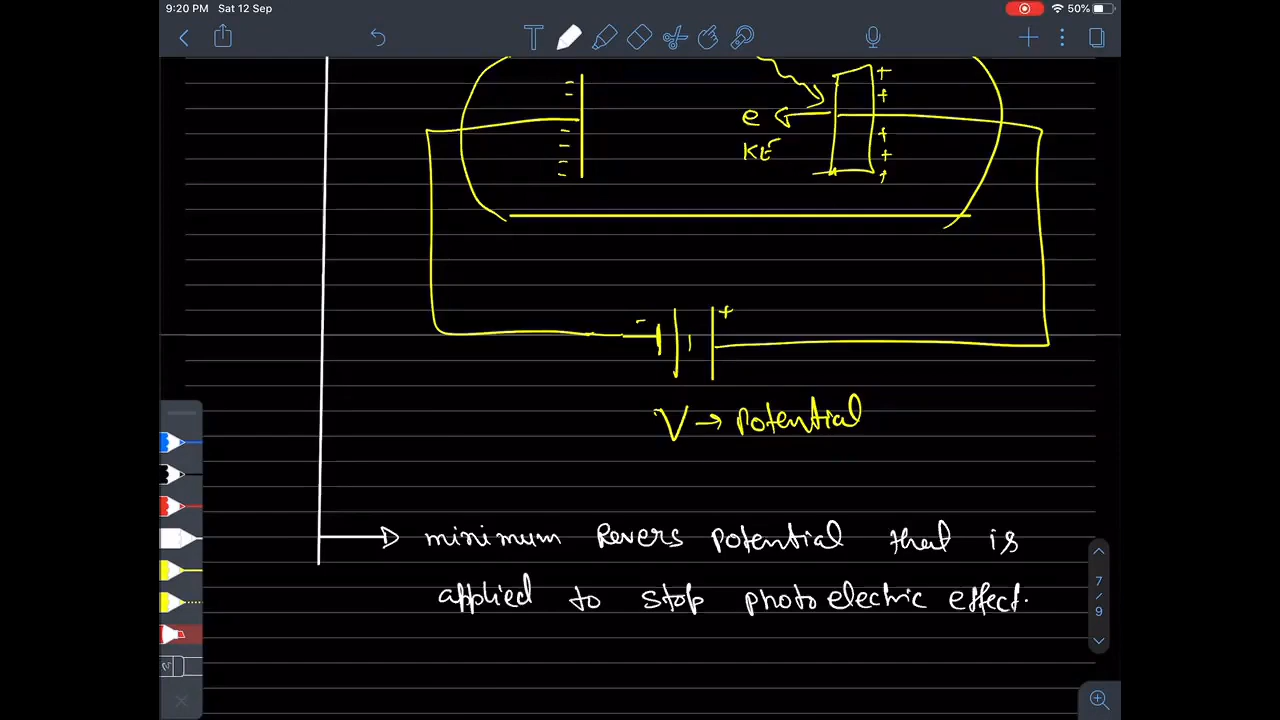 9:20 PM Sat 12 Sep 50%
T
e
KE
- +
V → Potential
minimum Revers potential that is
applied to stop photoelectric effect.
7
/
9